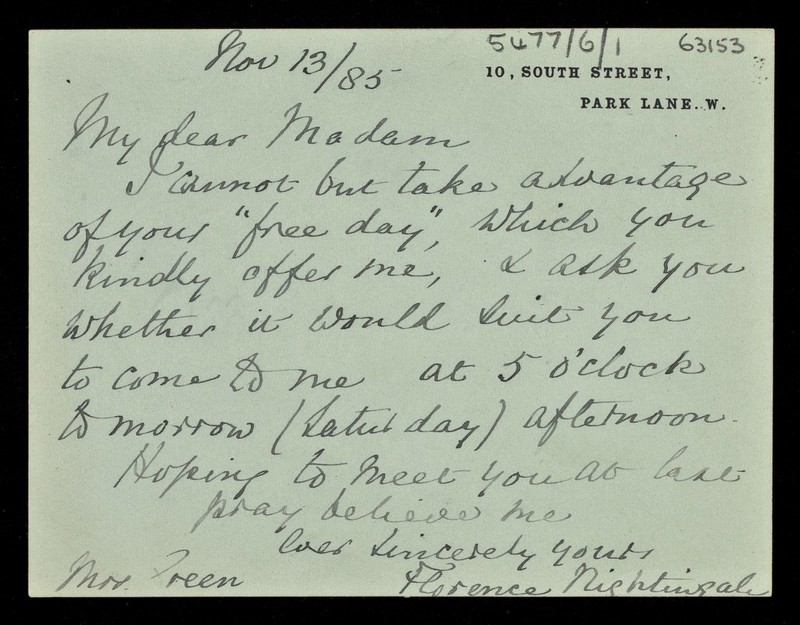 5477/6/1 63153
Nov 13/85
10, SOUTH STREET,
PARK LANE. W.
My dear Madam
I cannot but take advantage
of your "free day", which you
kindly offer me, & ask you
whether it would suit you
to come to me at 5 o'clock
tomorrow (Saturday) afternoon.
Hoping to meet you at last
pray believe me
ever sincerely yours
Florence Nightingale
Mrs. Green